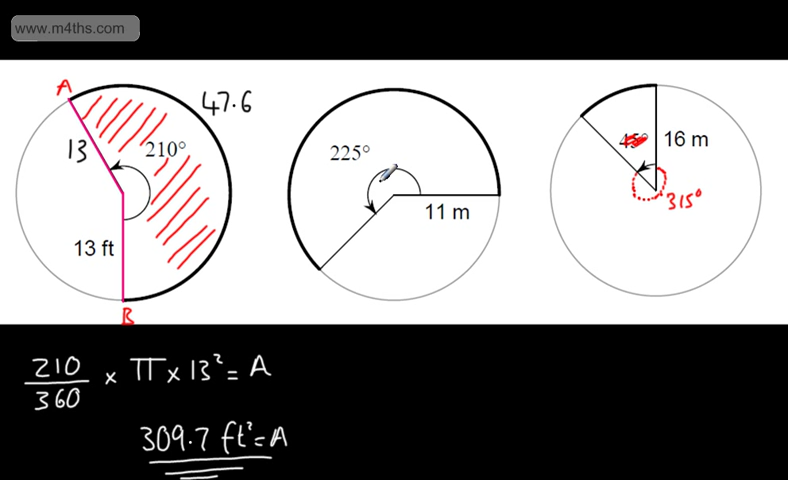 www.m4ths.com
A
47.6
13
210°
13 ft
B
225°
11 m
16 m
315°
210/360 × π × 13² = A
309.7 ft² = A